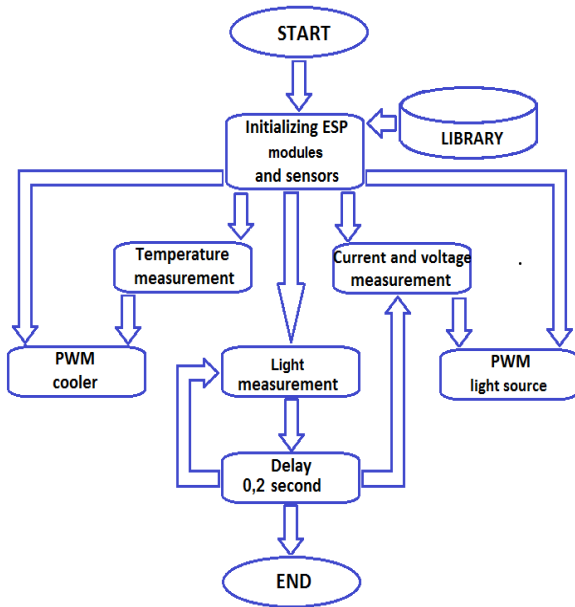 START
Initializing ESP
modules
and sensors
LIBRARY
Temperature
measurement
Current and voltage
measurement
PWM
cooler
Light
measurement
PWM
light source
Delay
0,2 second
END